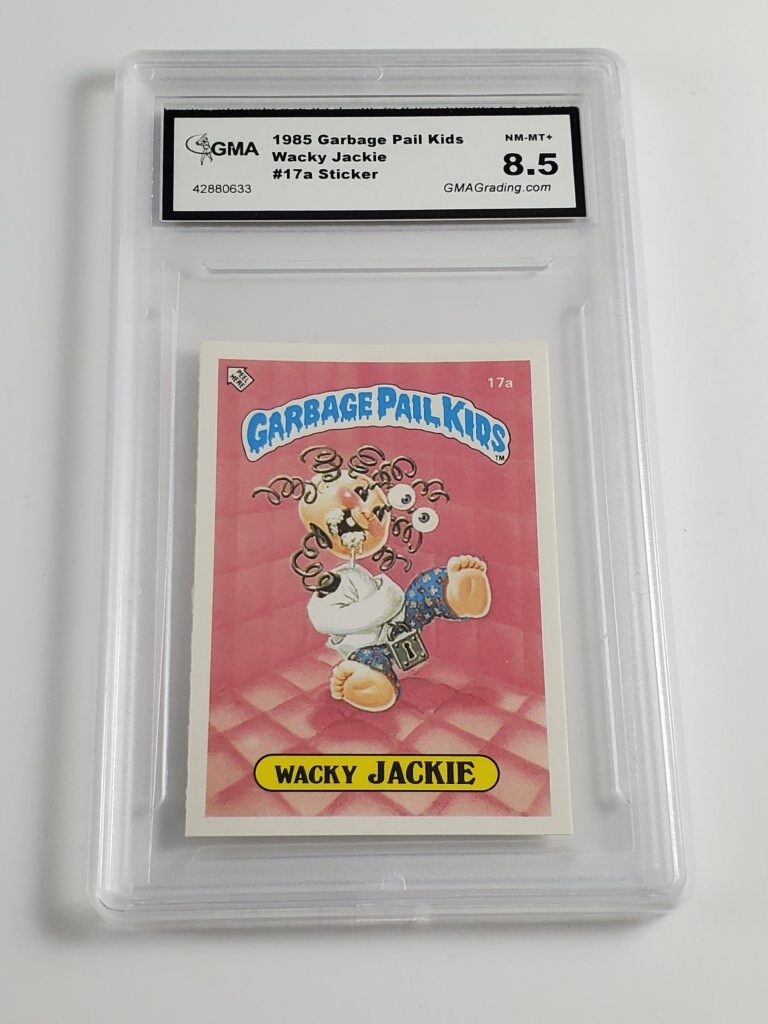 GMA
1985 Garbage Pail Kids
Wacky Jackie
#17a Sticker
42880633
NM-MT+
8.5
GMAGrading.com
PEEL
HERE
17a
GARBAGE PAIL KIDS
TM
WACKY JACKIE